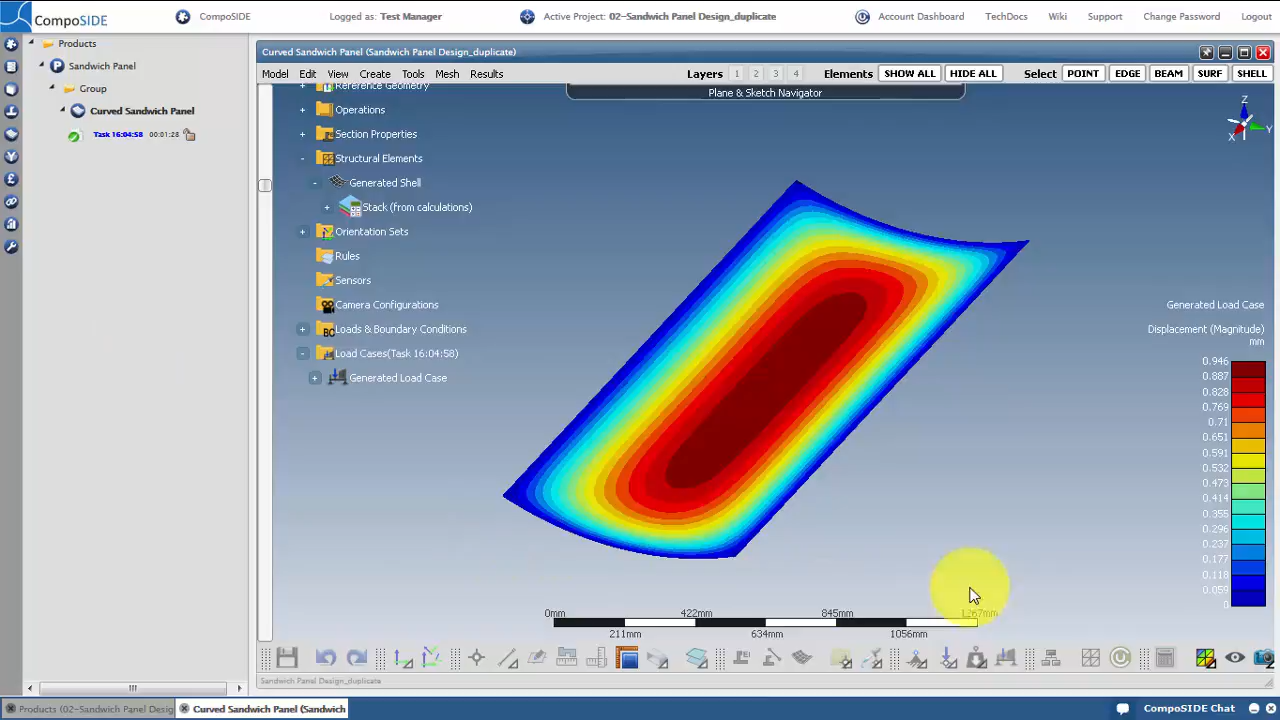 CompoSIDE
CompoSIDE
Logged as: Test Manager
Active Project: 02-Sandwich Panel Design_duplicate
Account Dashboard
TechDocs
Wiki
Support
Change Password
Logout
Products
Sandwich Panel
Group
Curved Sandwich Panel
Task 16:04:58 00:01:28
Curved Sandwich Panel (Sandwich Panel Design_duplicate)
Model Edit View Create Tools Mesh Results
Layers 1 2 3 4
Elements SHOW ALL HIDE ALL
Select POINT EDGE BEAM SURF SHELL
Plane & Sketch Navigator
Reference Geometry
Operations
Section Properties
Structural Elements
Generated Shell
Stack (from calculations)
Orientation Sets
Rules
Sensors
Camera Configurations
Loads & Boundary Conditions
Load Cases(Task 16:04:58)
Generated Load Case
Z
X
Y
Generated Load Case
Displacement (Magnitude)
mm
0.946
0.887
0.828
0.769
0.71
0.651
0.591
0.532
0.473
0.414
0.355
0.296
0.237
0.178
0.118
0.059
0
0mm 422mm 845mm 1267mm
211mm 634mm 1056mm
Sandwich Panel Design_duplicate
Products (02-Sandwich Panel Desig
Curved Sandwich Panel (Sandwich
CompoSIDE Chat